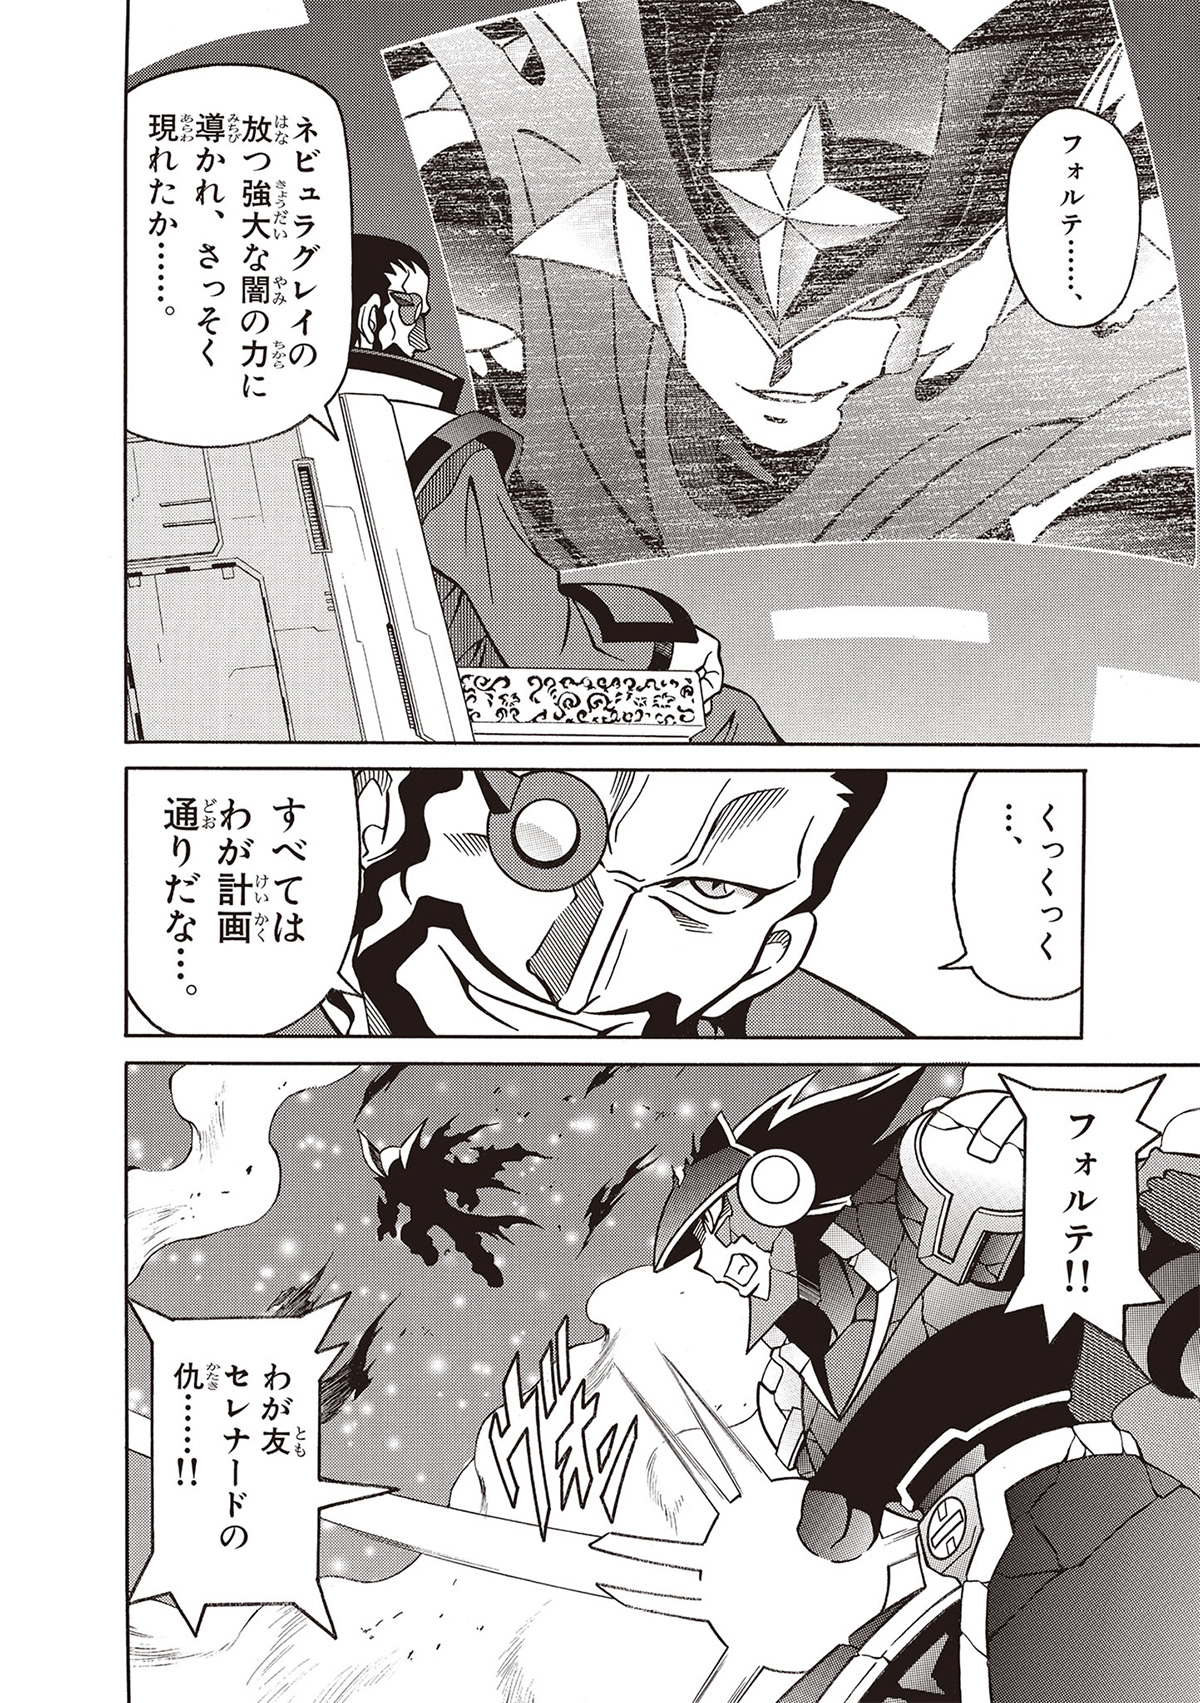 フォルテ……、
ネビュラグレイの
放つ強大な闇の力に
導かれ、さっそく
現れたか……。
くっくっくっ
…、
すべては
わが計画
通りだな…。
フォルテ!!
わが友
セレナードの
仇……!!